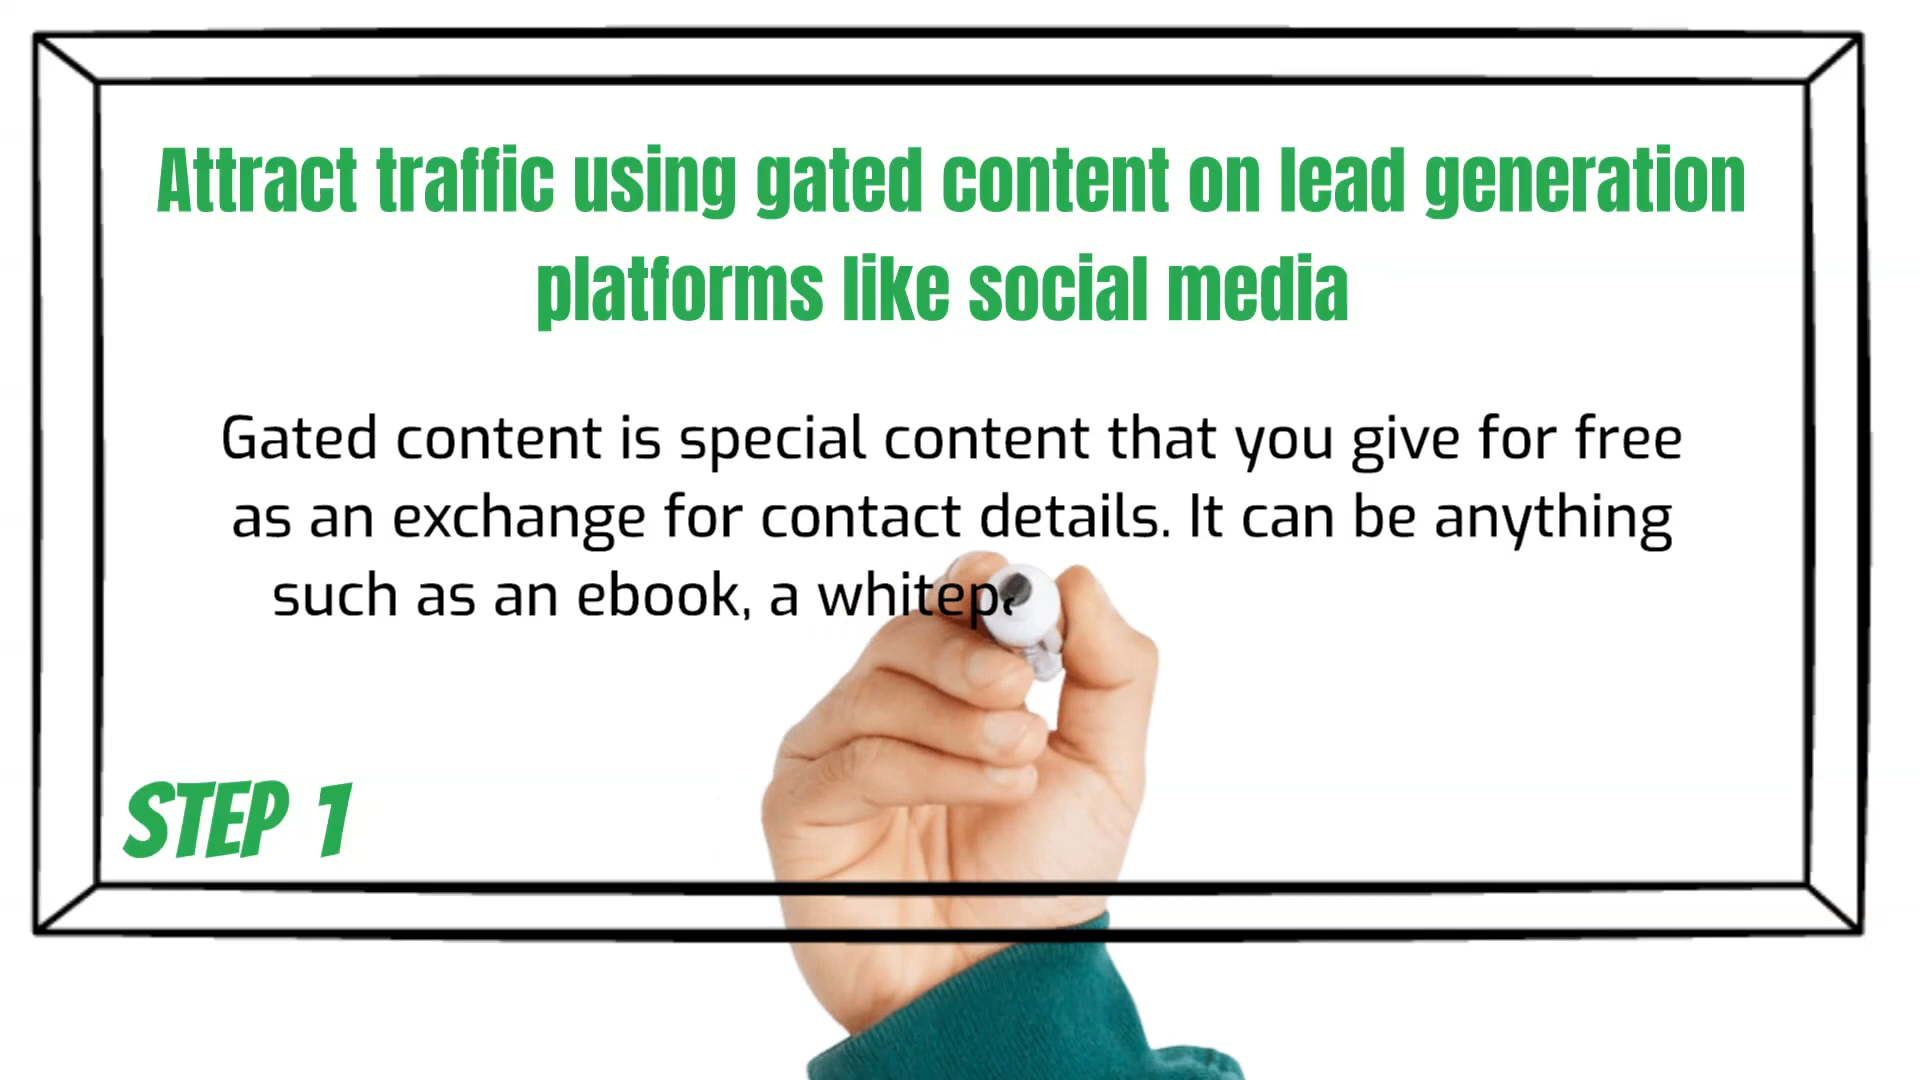 Attract traffic using gated content on lead generation
platforms like social media
Gated content is special content that you give for free
as an exchange for contact details. It can be anything
such as an ebook, a
STEP 1